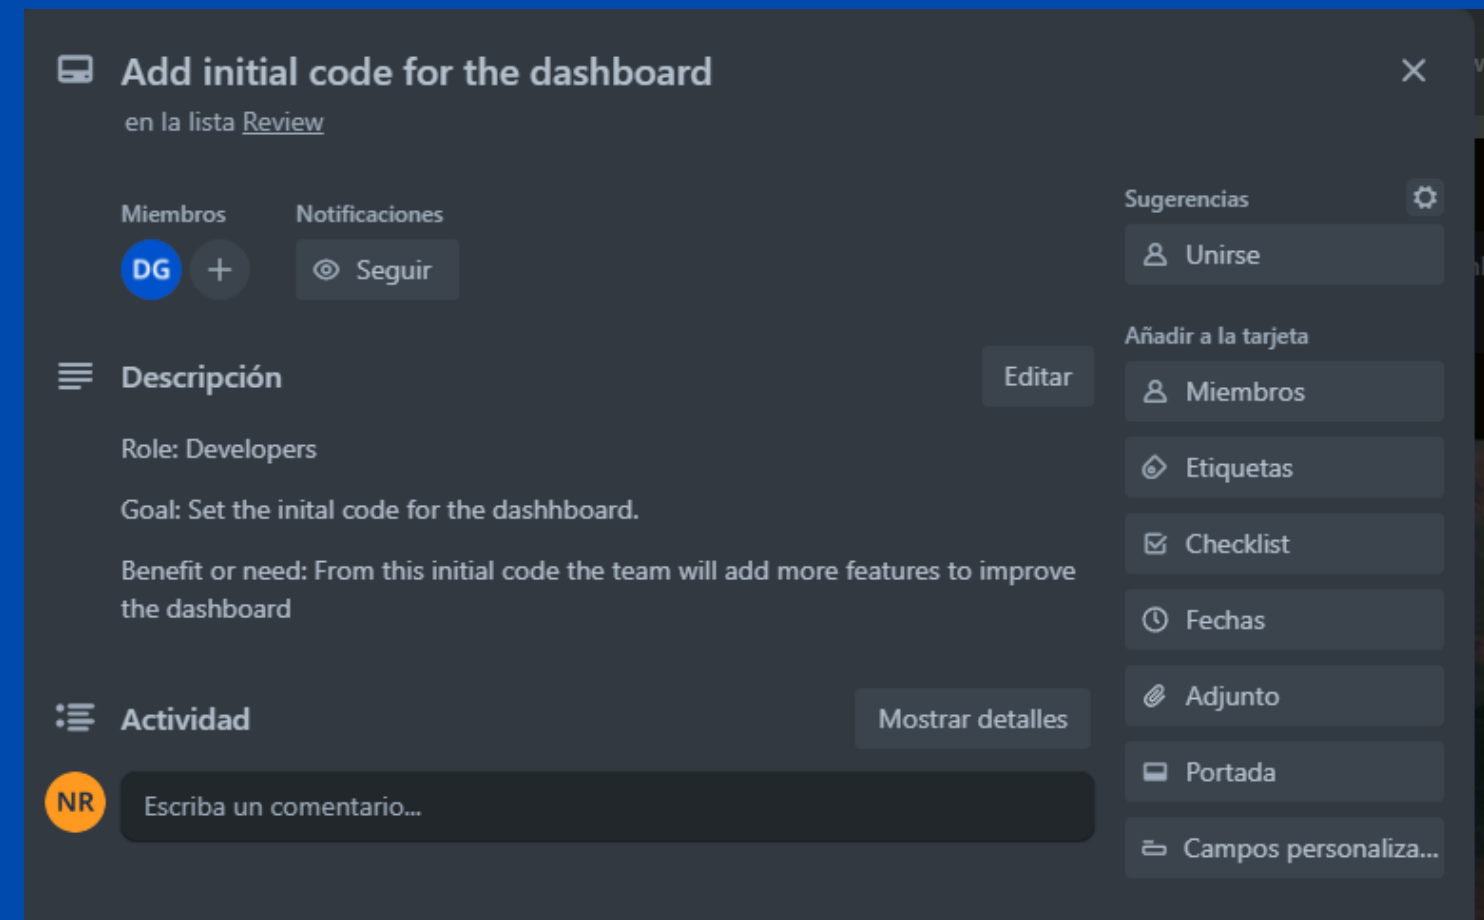 Add initial code for the dashboard
en la lista Review
Miembros
Notificaciones
DG
Seguir
Descripción
Editar
Role: Developers
Goal: Set the inital code for the dashhboard.
Benefit or need: From this initial code the team will add more features to improve
the dashboard
Actividad
Mostrar detalles
NR
Escriba un comentario...
Sugerencias
Unirse
Añadir a la tarjeta
Miembros
Etiquetas
Checklist
Fechas
Adjunto
Portada
Campos personaliza...